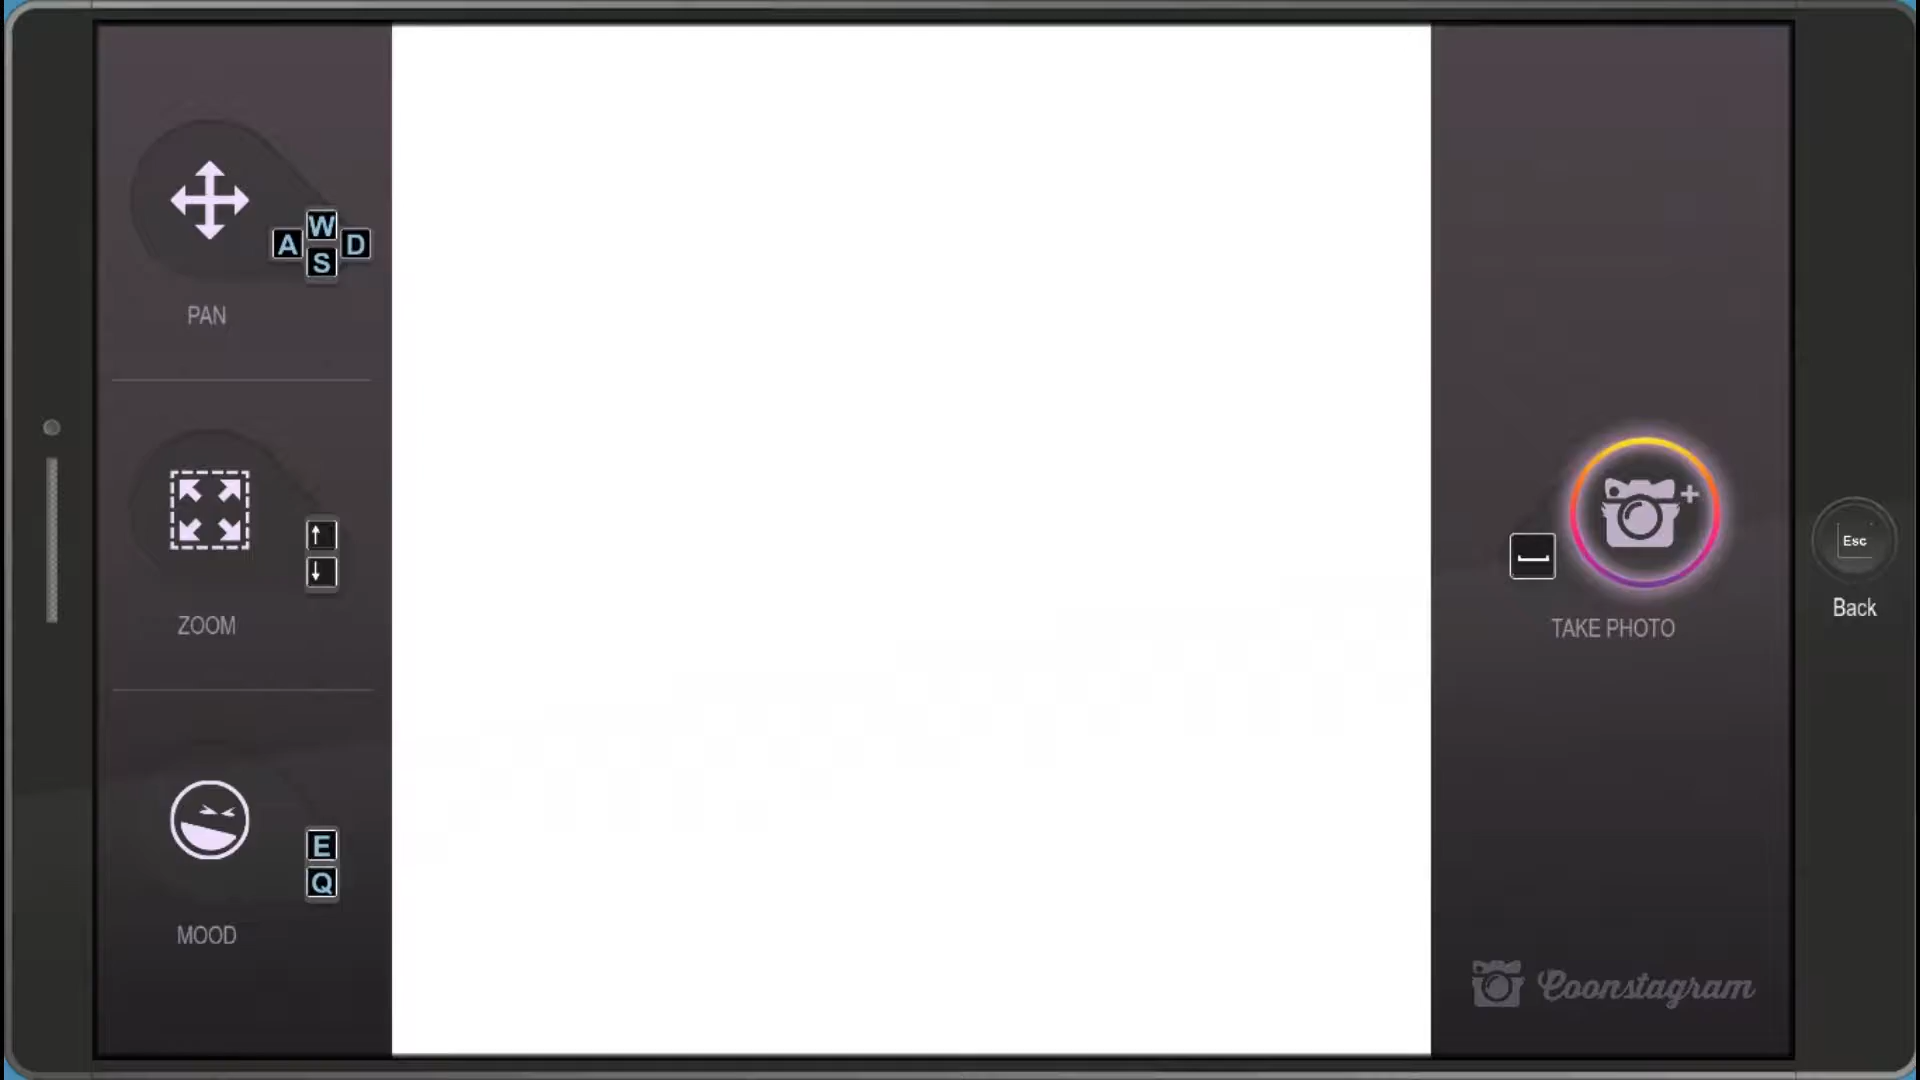 W
A
S
D
PAN
ZOOM
E
Q
MOOD
TAKE PHOTO
Coonstagram
Esc
Back